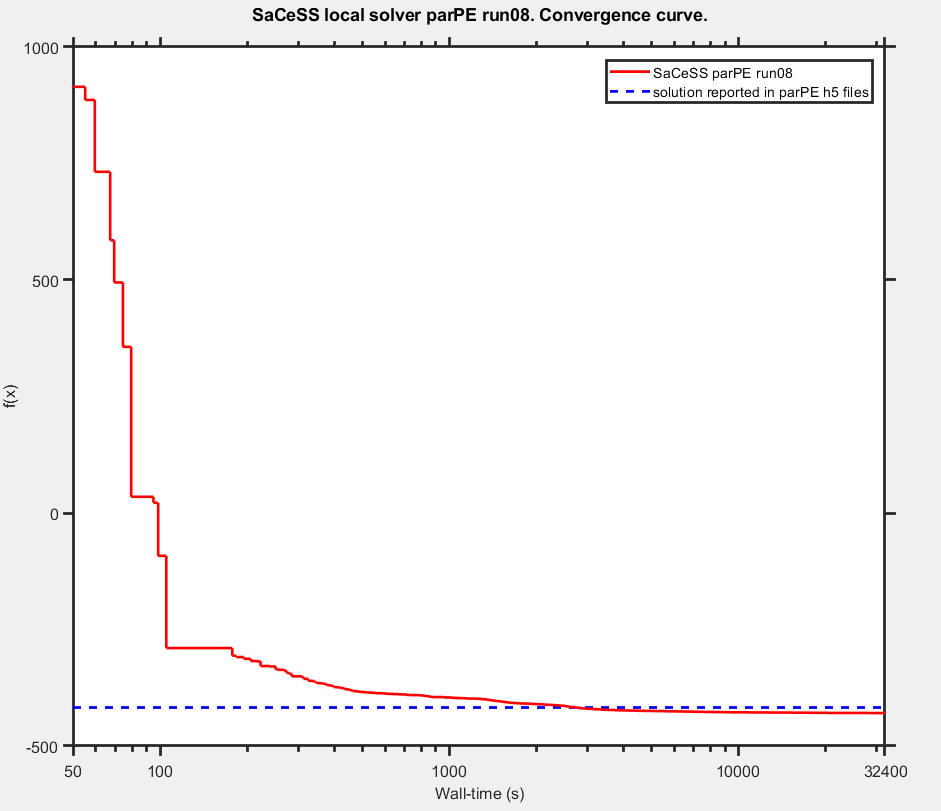 SaCeSS local solver parPE run08. Convergence curve.
1000
SaCeSS parPE run08
solution reported in parPE h5 files
500
f(x)
0
-500
50 100 1000 10000 32400
Wall-time (s)